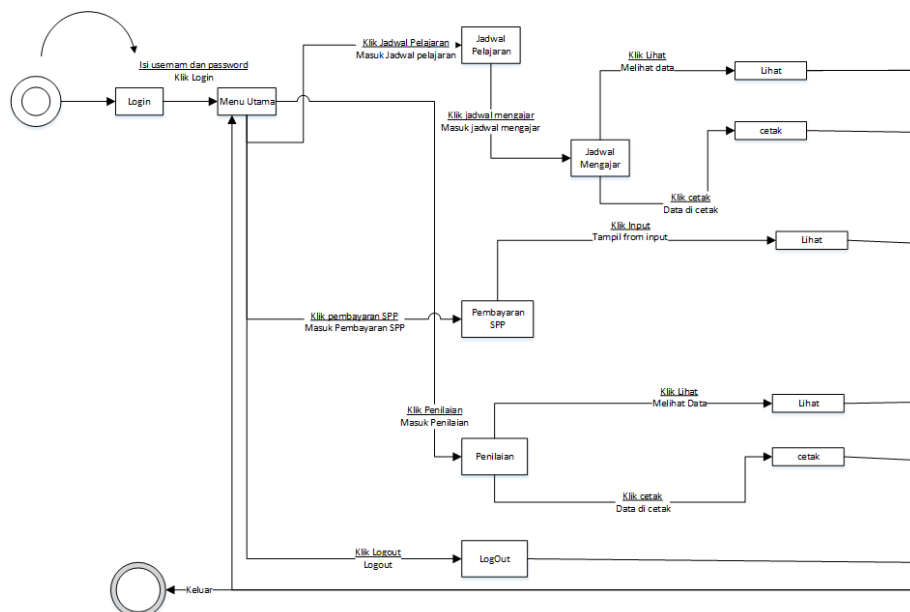 Isi usernam dan password
Klik Login
Login
Menu Utama
Klik Jadwal Pelajaran
Masuk Jadwal pelajaran
Jadwal
Pelajaran
Klik jadwal mengajar
Masuk jadwal mengajar
Jadwal
Mengajar
Klik Lihat
Melihat data
Lihat
cetak
Klik cetak
Data di cetak
Klik Input
Tampil from input
Lihat
Klik pembayaran SPP
Masuk Pembayaran SPP
Pembayaran
SPP
Klik Penilaian
Masuk Penilaian
Penilaian
Klik Lihat
Melihat Data
Lihat
cetak
Klik cetak
Data di cetak
Klik Logout
Logout
LogOut
Keluar